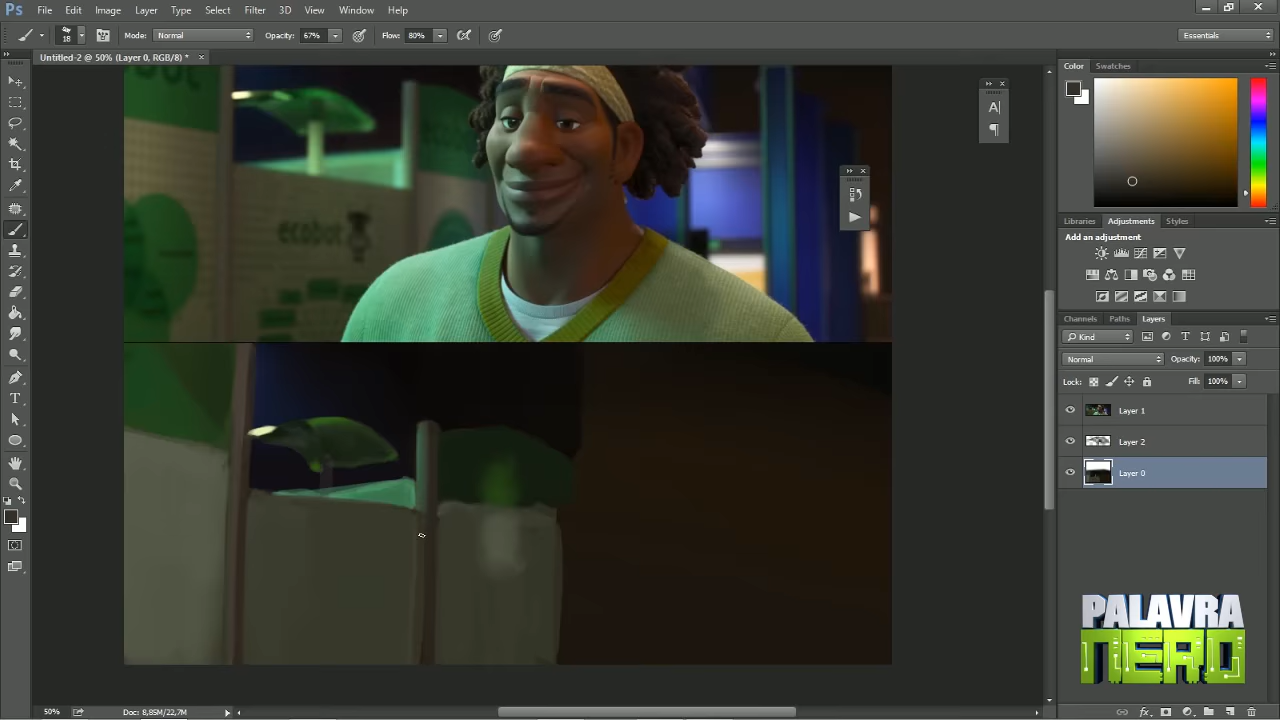 Ps File Edit Image Layer Type Select Filter 3D View Window Help
18 Mode: Normal Opacity: 67% Flow: 80% Essentials
Untitled-2 @ 50% (Layer 0, RGB/8) * ×
Color Swatches
A|
ecobot
Libraries Adjustments Styles
Add an adjustment
Channels Paths Layers
Kind
Normal Opacity: 100%
Lock: Fill: 100%
Layer 1
Layer 2
Layer 0
PALAVRA
NERD
50% Doc: 8,85M/22,7M